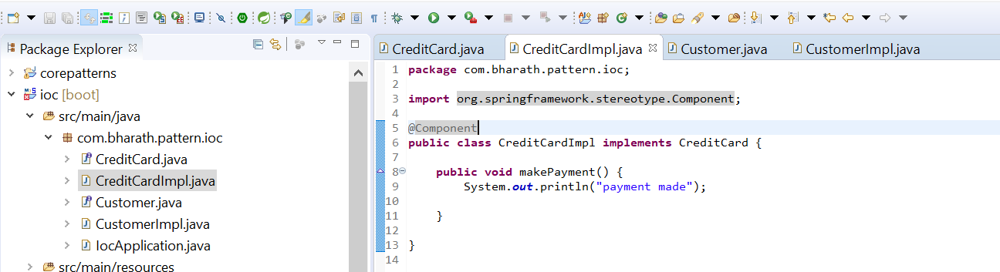 Package Explorer
corepatterns
ioc [boot]
src/main/java
com.bharath.pattern.ioc
CreditCard.java
CreditCardImpl.java
Customer.java
CustomerImpl.java
IocApplication.java
src/main/resources
CreditCard.java CreditCardImpl.java Customer.java CustomerImpl.java
1 package com.bharath.pattern.ioc;
2
3 import org.springframework.stereotype.Component;
4
5 @Component
6 public class CreditCardImpl implements CreditCard {
7
8 public void makePayment() {
9 System.out.println("payment made");
10
11 }
12
13 }
14